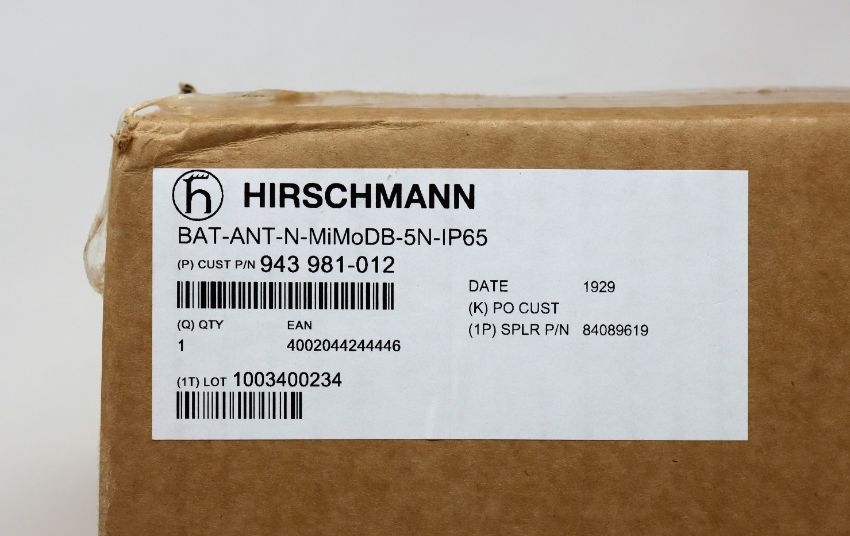 HIRSCHMANN
BAT-ANT-N-MiMoDB-5N-IP65
(P) CUST P/N 943 981-012
DATE 1929
(K) PO CUST
(Q) QTY EAN
(1P) SPLR P/N 84089619
1 4002044244446
(1T) LOT 1003400234